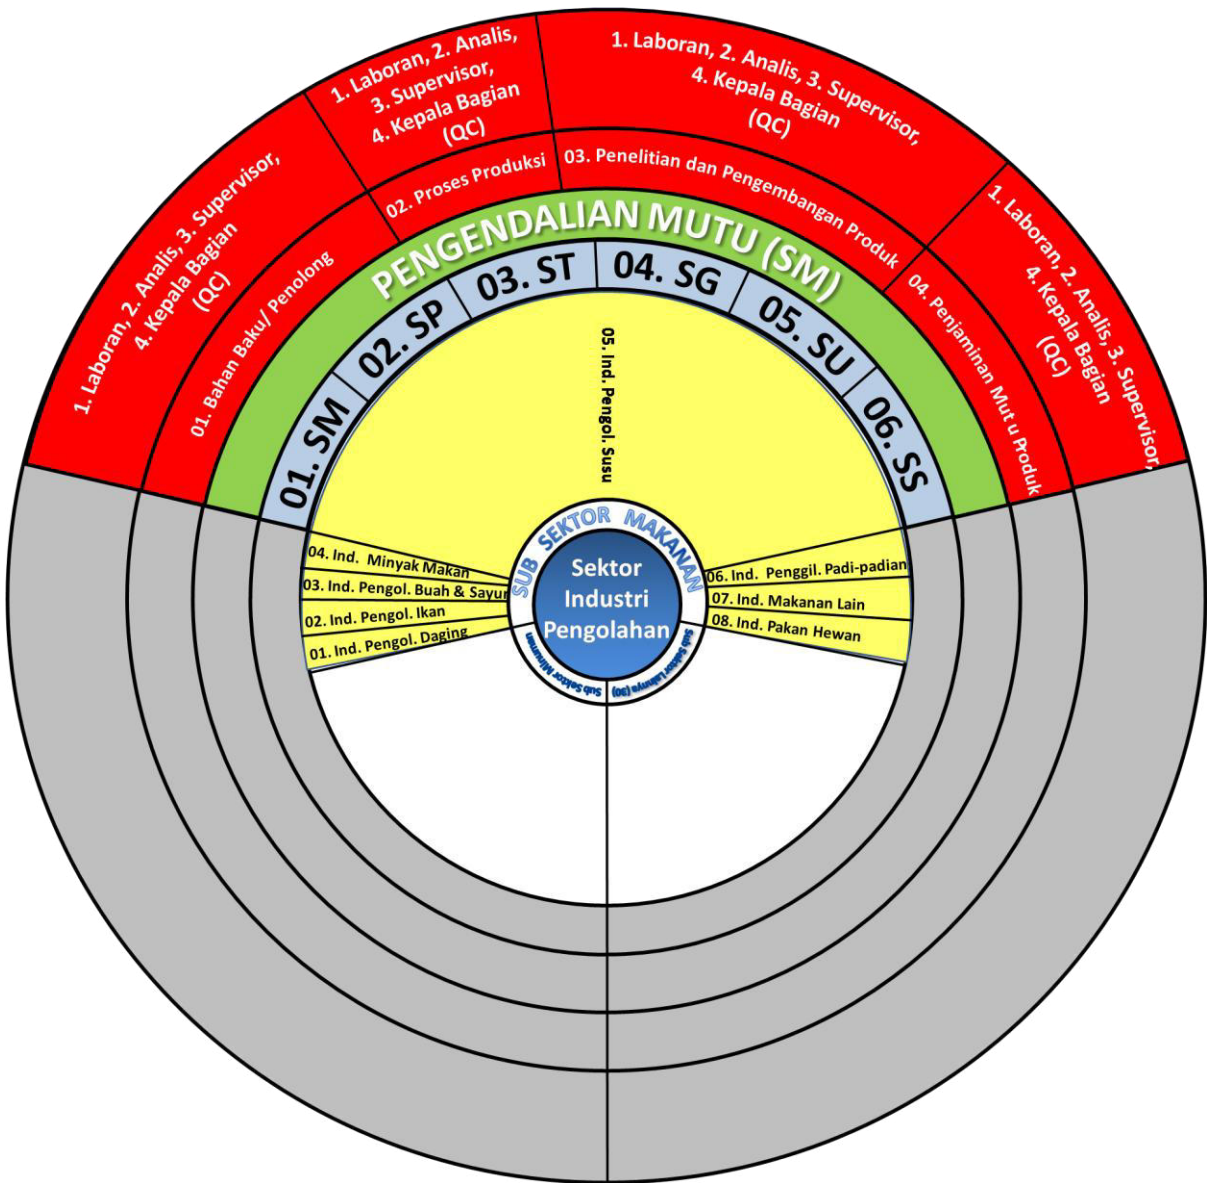 1. Laboran, 2. Analis, 3. Supervisor,
4. Kepala Bagian
(QC)
1. Laboran, 2. Analis,
3. Supervisor,
4. Kepala Bagian
(QC)
1. Laboran, 2. Analis, 3. Supervisor,
4. Kepala Bagian
(QC)
1. Laboran, 2. Analis, 3. Supervisor,
4. Kepala Bagian
(QC)
01. Bahan Baku/ Penolong
02. Proses Produksi
03. Penelitian dan Pengembangan Produk
04. Penjaminan Mut u Produk
PENGENDALIAN MUTU (SM)
01. SM
02. SP
03. ST
04. SG
05. SU
06. SS
05. Ind. Pengol. Susu
04. Ind. Minyak Makan
03. Ind. Pengol. Buah & Sayur
02. Ind. Pengol. Ikan
01. Ind. Pengol. Daging
06. Ind. Penggil. Padi-padian
07. Ind. Makanan Lain
08. Ind. Pakan Hewan
SUB SEKTOR MAKANAN
Sektor
Industri
Pengolahan
Sub Sektor Minuman
Sub Sektor Lainnya (30)